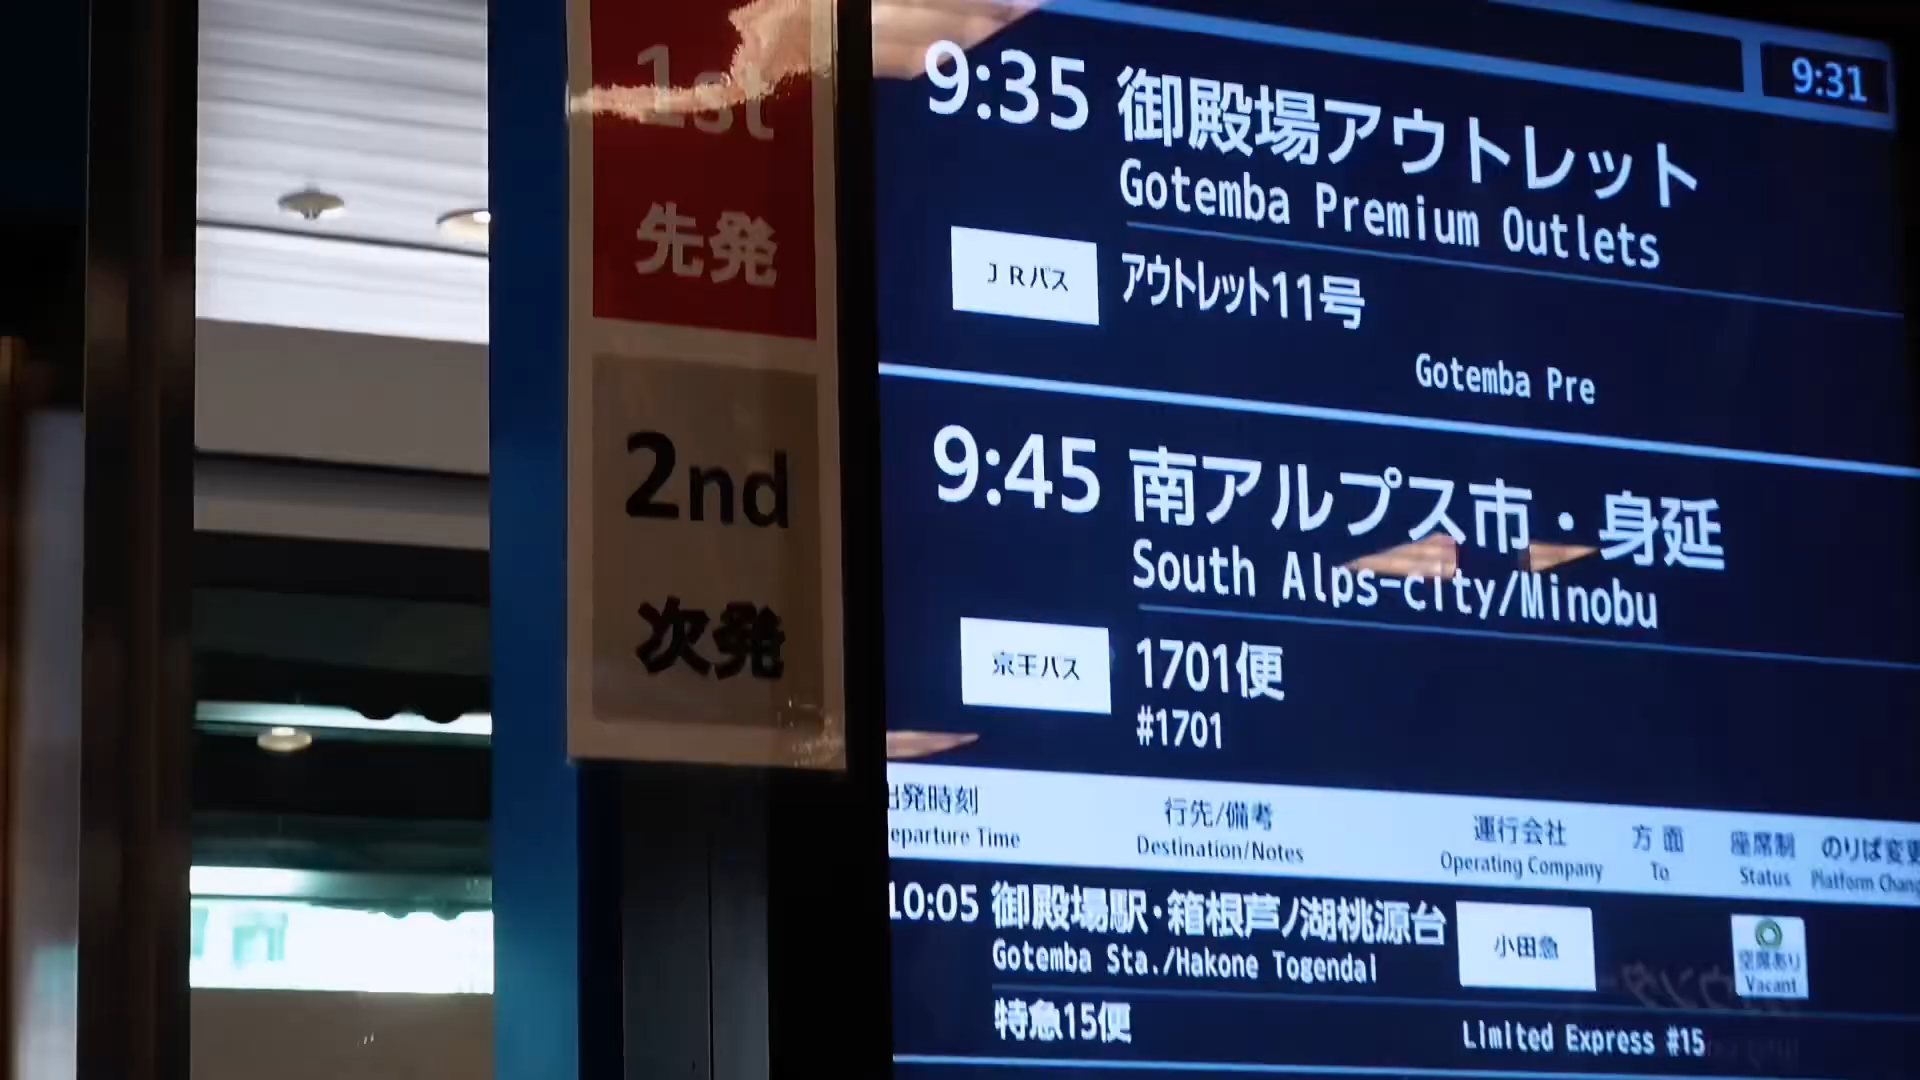 1st
先発
2nd
次発
9:31
9:35 御殿場アウトレット
Gotemba Premium Outlets
JRバス アウトレット11号
Gotemba Pre
9:45 南アルプス市・身延
South Alps-city/Minobu
京王バス 1701便
#1701
出発時刻 行先/備考 運行会社 方面 座席制 のりば変更
eparture Time Destination/Notes Operating Company To Status Platform Chang
10:05 御殿場駅・箱根芦ノ湖桃源台 小田急 空席あり
Gotemba Sta./Hakone Togendai Vacant
特急15便 Limited Express #15